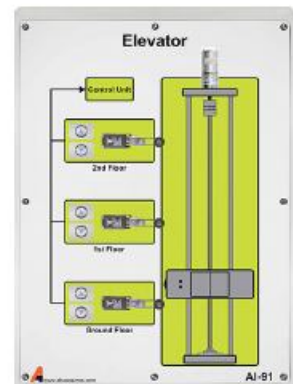 Elevator
Control Unit
2nd Floor
1st Floor
Ground Floor
AI-91